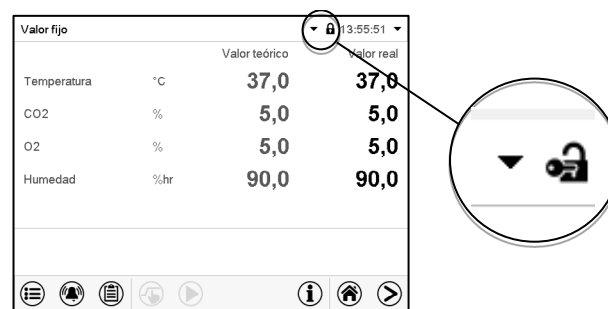 Valor fijo 13:55:51
Valor teórico Valor real
Temperatura °C 37,0 37,0
CO2 % 5,0 5,0
O2 % 5,0 5,0
Humedad %hr 90,0 90,0